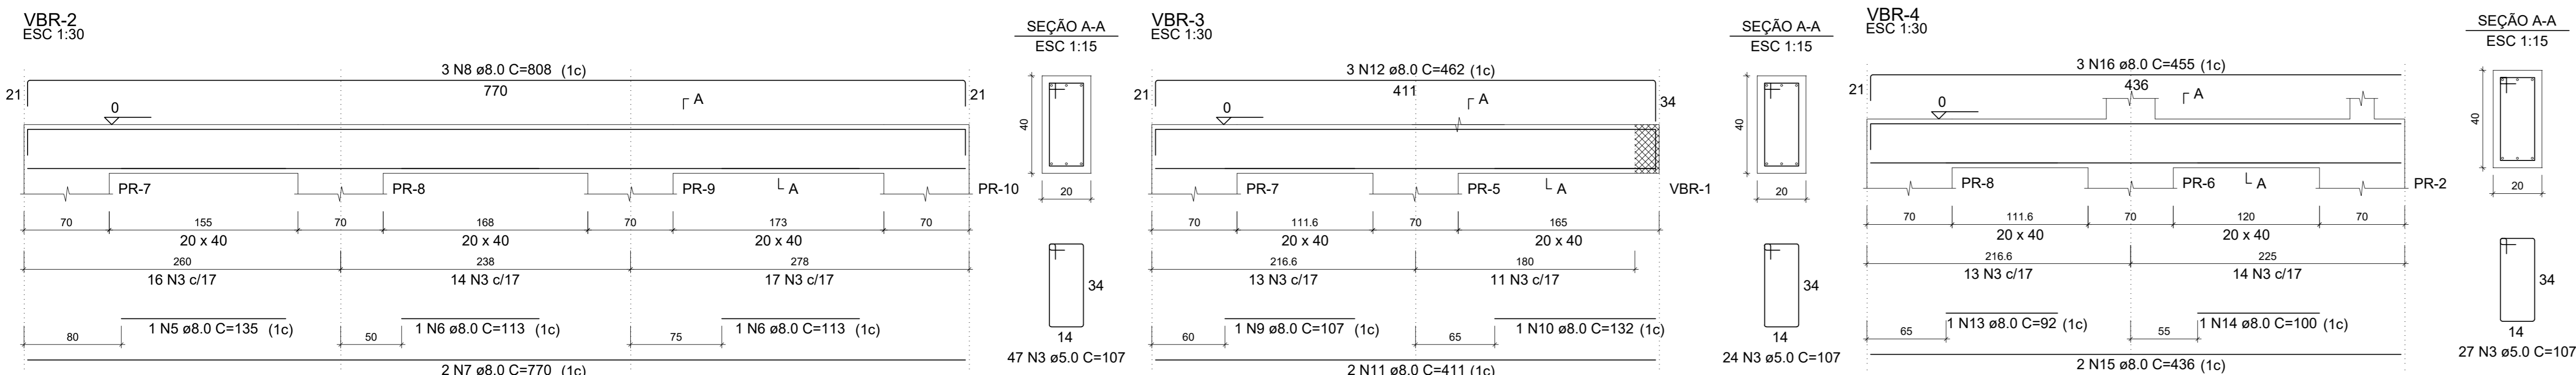 VBR-2
ESC 1:30
3 N8 ø8.0 C=808 (1c)
21 770 21
A
0
PR-7 PR-8 PR-9 A PR-10
70 155 70 168 70 173 70
20 x 40 20 x 40 20 x 40
260 238 278
16 N3 c/17 14 N3 c/17 17 N3 c/17
1 N5 ø8.0 C=135 (1c) 1 N6 ø8.0 C=113 (1c) 1 N6 ø8.0 C=113 (1c)
80 50 75
2 N7 ø8.0 C=770 (1c)
SEÇÃO A-A
ESC 1:15
40
20
34
14
47 N3 ø5.0 C=107
VBR-3
ESC 1:30
3 N12 ø8.0 C=462 (1c)
21 411 34
A
0
PR-7 PR-5 A VBR-1
70 111.6 70 165
20 x 40 20 x 40
216.6 180
13 N3 c/17 11 N3 c/17
1 N9 ø8.0 C=107 (1c) 1 N10 ø8.0 C=132 (1c)
60 65
2 N11 ø8.0 C=411 (1c)
SEÇÃO A-A
ESC 1:15
40
20
34
14
24 N3 ø5.0 C=107
VBR-4
ESC 1:30
3 N16 ø8.0 C=455 (1c)
21 436
A
0
PR-8 PR-6 A PR-2
70 111.6 70 120 70
20 x 40 20 x 40
216.6 225
13 N3 c/17 14 N3 c/17
1 N13 ø8.0 C=92 (1c) 1 N14 ø8.0 C=100 (1c)
65 55
2 N15 ø8.0 C=436 (1c)
SEÇÃO A-A
ESC 1:15
40
20
34
14
27 N3 ø5.0 C=107